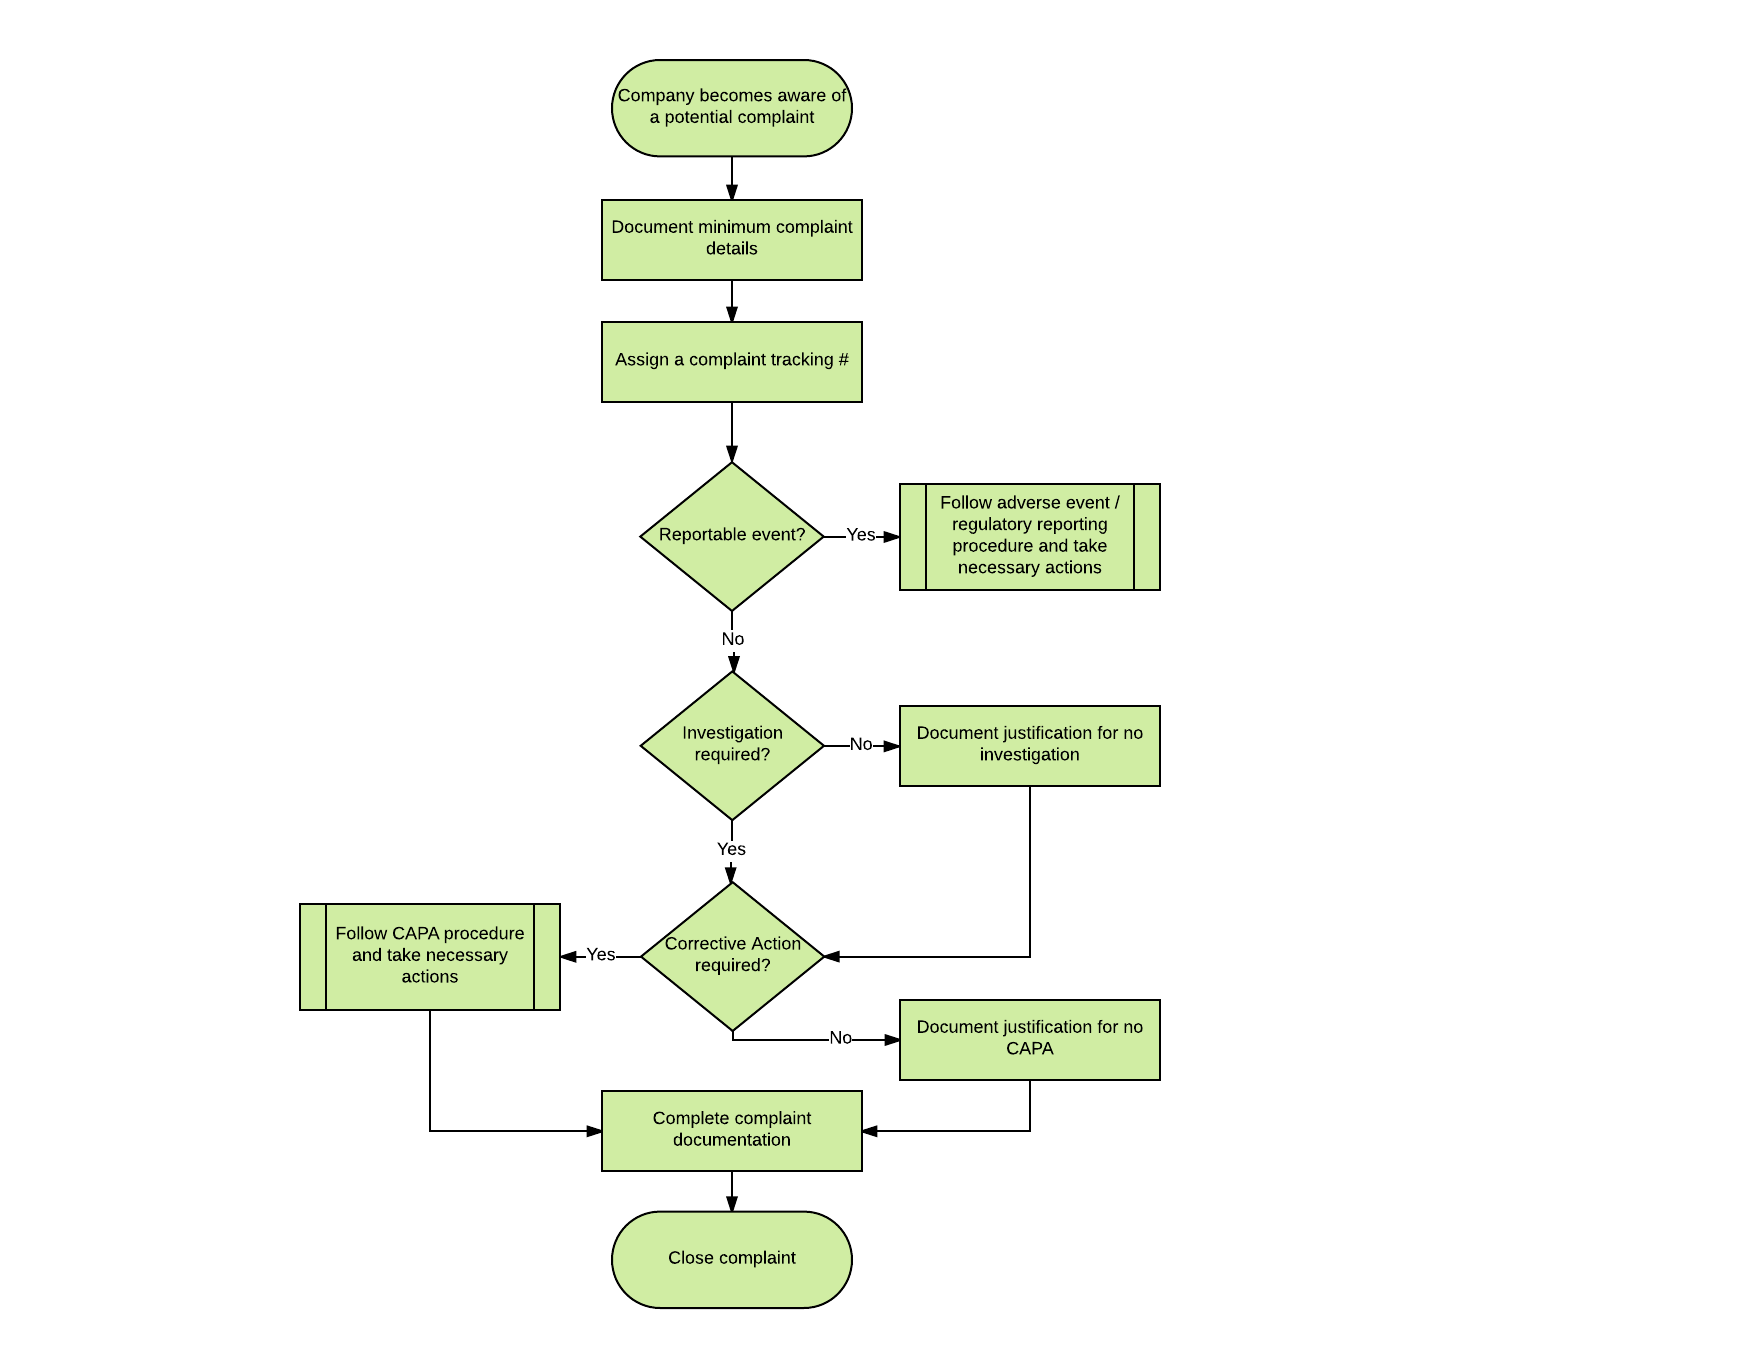 Company becomes aware of
a potential complaint
Document minimum complaint
details
Assign a complaint tracking #
Reportable event?
Yes
Follow adverse event /
regulatory reporting
procedure and take
necessary actions
No
Investigation
required?
No
Document justification for no
investigation
Yes
Corrective Action
required?
Yes
Follow CAPA procedure
and take necessary
actions
No
Document justification for no
CAPA
Complete complaint
documentation
Close complaint